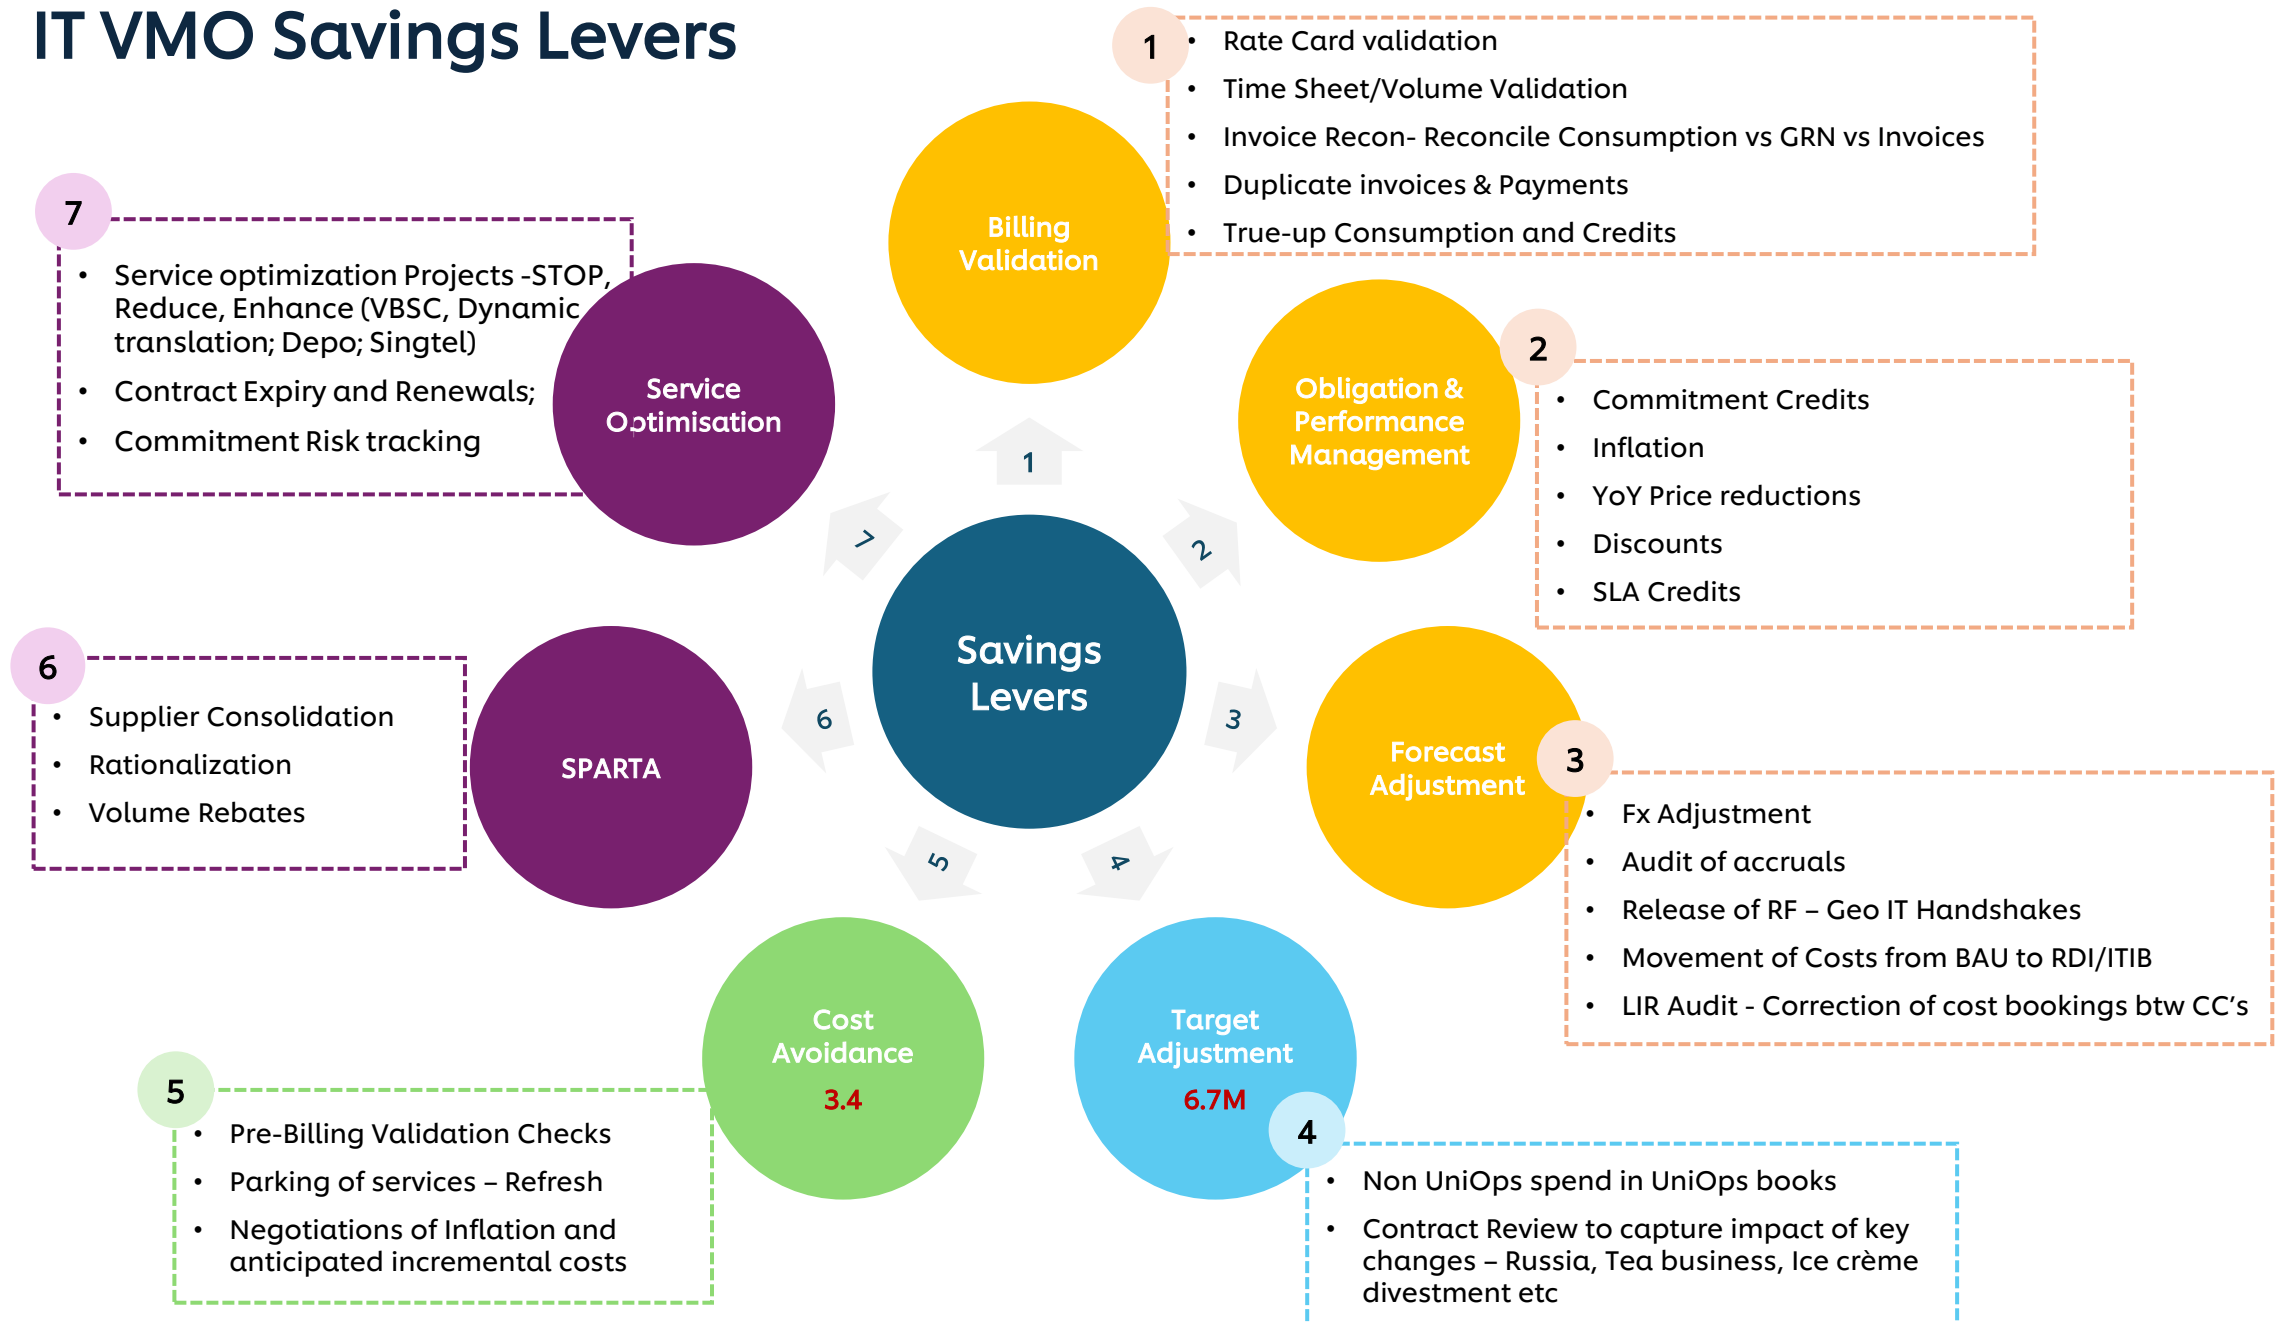 IT VMO Savings Levers
1
• Rate Card validation
• Time Sheet/Volume Validation
• Invoice Recon- Reconcile Consumption vs GRN vs Invoices
• Duplicate invoices & Payments
• True-up Consumption and Credits
Billing
Validation
7
• Service optimization Projects -STOP,
Reduce, Enhance (VBSC, Dynamic
translation; Depo; Singtel)
• Contract Expiry and Renewals;
• Commitment Risk tracking
Service
Optimisation
Obligation &
Performance
Management
2
• Commitment Credits
• Inflation
• YoY Price reductions
• Discounts
• SLA Credits
1
7
2
6
3
5
4
Savings
Levers
6
• Supplier Consolidation
• Rationalization
• Volume Rebates
SPARTA
Forecast
Adjustment
3
• Fx Adjustment
• Audit of accruals
• Release of RF – Geo IT Handshakes
• Movement of Costs from BAU to RDI/ITIB
• LIR Audit - Correction of cost bookings btw CC’s
Cost
Avoidance
3.4
Target
Adjustment
6.7M
5
• Pre-Billing Validation Checks
• Parking of services – Refresh
• Negotiations of Inflation and
anticipated incremental costs
4
• Non UniOps spend in UniOps books
• Contract Review to capture impact of key
changes – Russia, Tea business, Ice crème
divestment etc